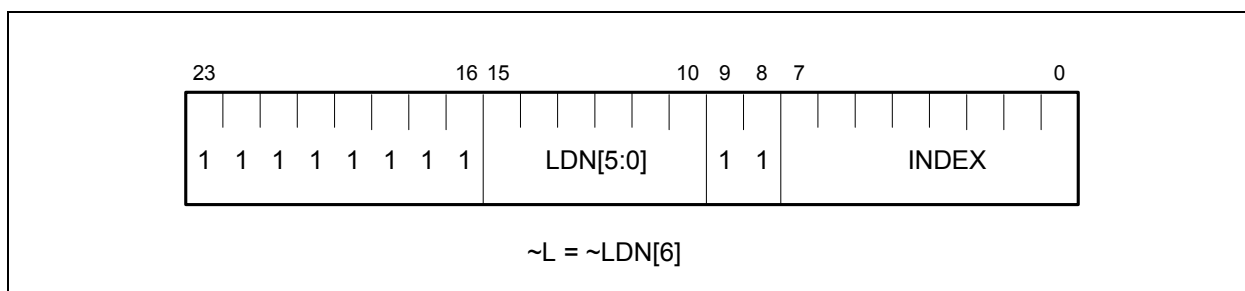 23 16 15 10 9 8 7 0
1 1 1 1 1 1 1 1 LDN[5:0] 1 1 INDEX
~L = ~LDN[6]